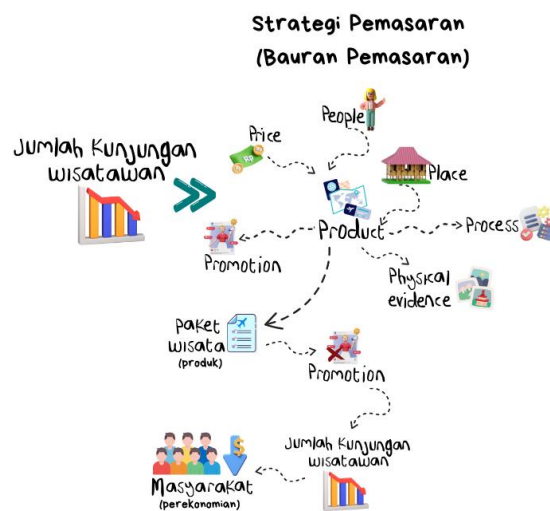 Strategi Pemasaran
(Bauran Pemasaran)
People
Price
Jumlah Kunjungan
Wisatawan
Place
RP
Product
Process
Promotion
Physical
evidence
Paket
Wisata
(produk)
Promotion
Jumlah Kunjungan
Wisatawan
$
Masyarakat
(perekonomian)